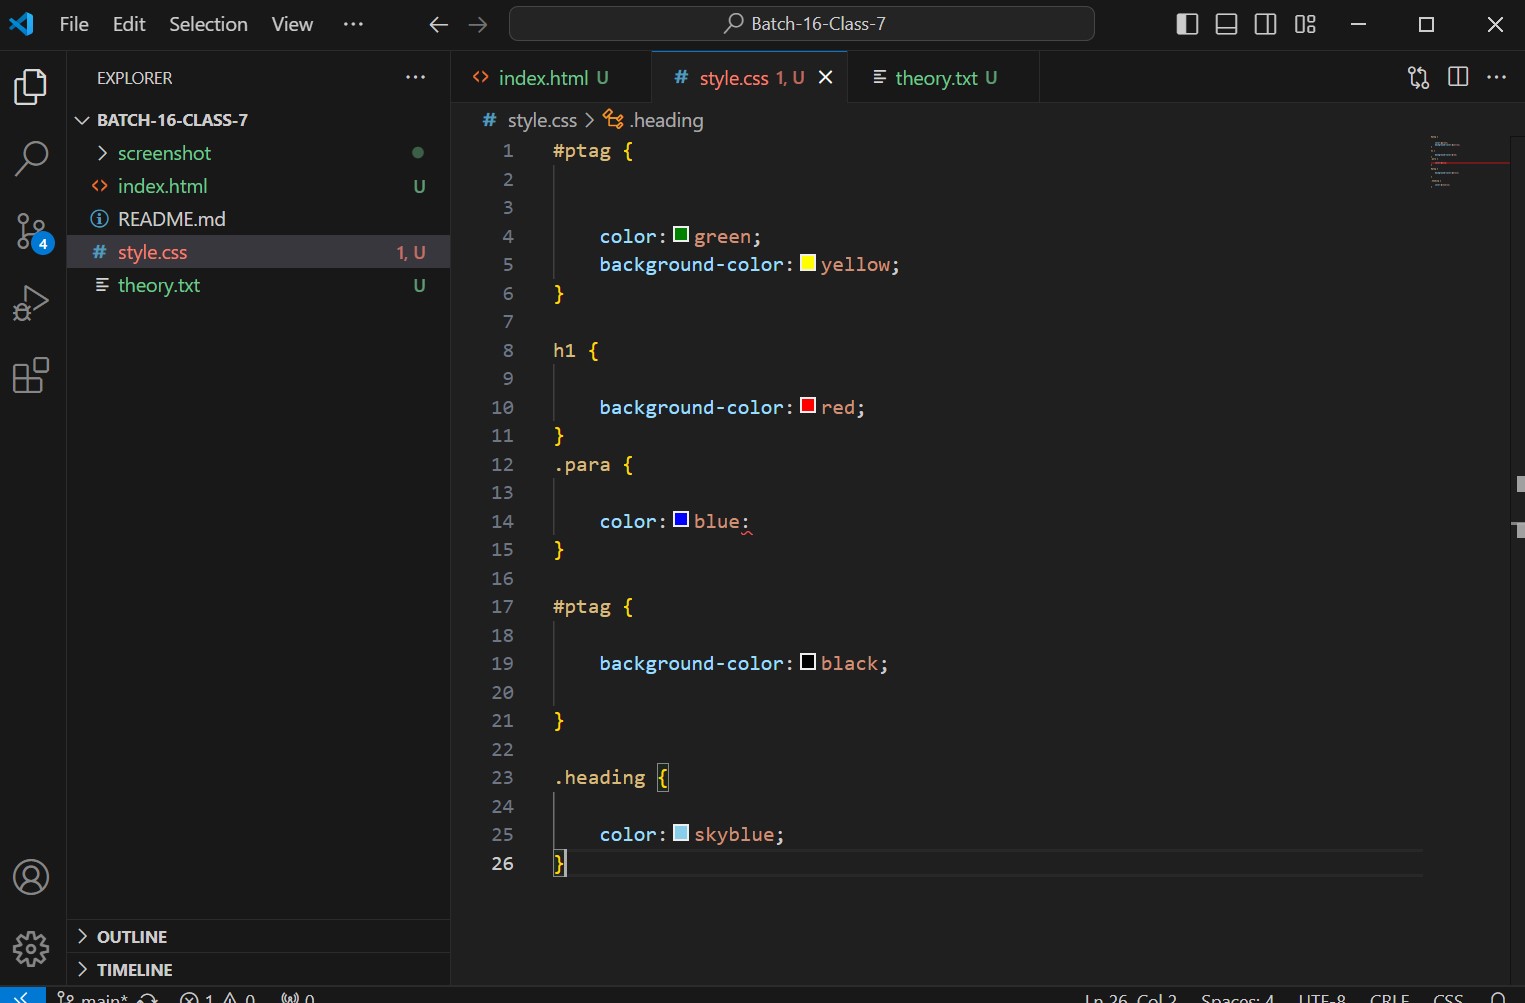 File Edit Selection View ··· ← → Batch-16-Class-7
EXPLORER ···
BATCH-16-CLASS-7
screenshot
index.html U
README.md
style.css 1, U
theory.txt U
OUTLINE
TIMELINE
4
index.html U style.css 1, U theory.txt U ···
style.css > .heading
1 #ptag {
2
3
4 color: green;
5 background-color: yellow;
6 }
7
8 h1 {
9
10 background-color: red;
11 }
12 .para {
13
14 color: blue:
15 }
16
17 #ptag {
18
19 background-color: black;
20
21 }
22
23 .heading {
24
25 color: skyblue;
26 }
main* 1 0 0 Ln 26, Col 2 Spaces: 4 UTF-8 CRLF CSS